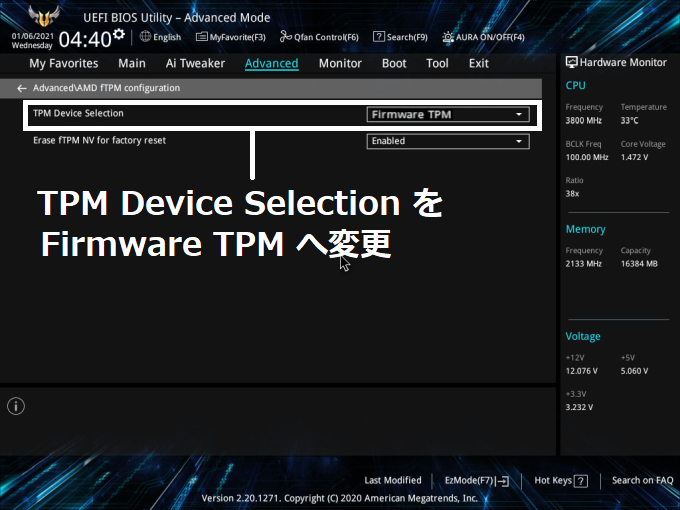 UEFI BIOS Utility – Advanced Mode
01/06/2021
Wednesday
04:40
English
MyFavorite(F3)
Qfan Control(F6)
Search(F9)
AURA ON/OFF(F4)
My Favorites Main Ai Tweaker Advanced Monitor Boot Tool Exit
Hardware Monitor
← Advanced\AMD fTPM configuration
TPM Device Selection Firmware TPM
Erase fTPM NV for factory reset Enabled
TPM Device Selection を
Firmware TPM へ変更
CPU
Frequency Temperature
3800 MHz 33°C
BCLK Freq Core Voltage
100.00 MHz 1.472 V
Ratio
38x
Memory
Frequency Capacity
2133 MHz 16384 MB
Voltage
+12V +5V
12.076 V 5.060 V
+3.3V
3.232 V
Last Modified EzMode(F7) Hot Keys ? Search on FAQ
Version 2.20.1271. Copyright (C) 2020 American Megatrends, Inc.